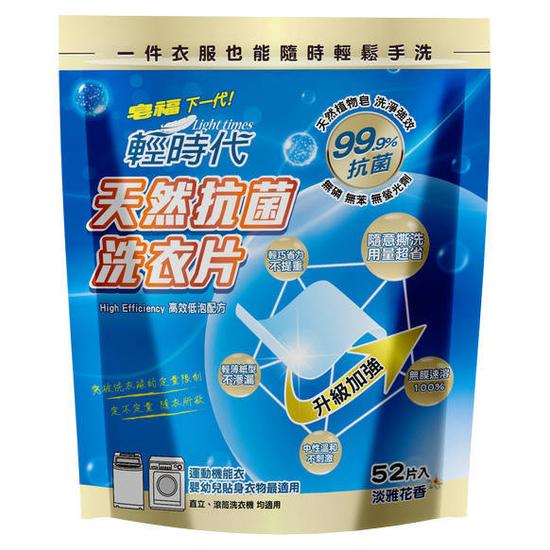 一件衣服也能隨時輕鬆手洗
皂福下一代!
Light times
輕時代
天然植物皂 洗淨強效
99.9%
抗菌
無磷 無苯 無螢光劑
天然抗菌
洗衣片
High Efficiency 高效低泡配方
輕巧省力
不提重
隨意撕洗
用量超省
輕薄紙型
不滲漏
升級加強
無膜速溶
100%
中性溫和
不刺激
突破洗衣球的定量限制
定不定量 隨衣所欲
運動機能衣
嬰幼兒貼身衣物最適用
直立、滾筒洗衣機 均適用
52片入
淡雅花香